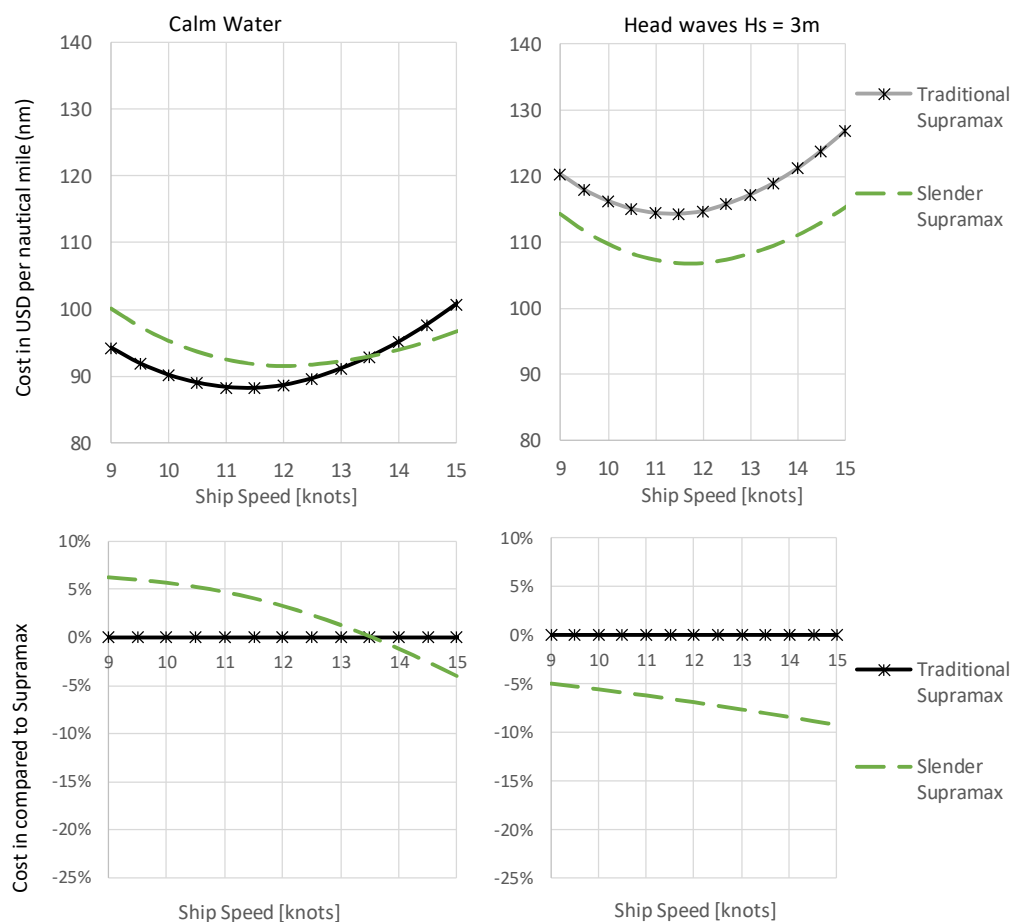 Calm Water
Cost in USD per nautical mile (nm)
140
130
120
110
100
90
80
9 10 11 12 13 14 15
Ship Speed [knots]
Head waves Hs = 3m
140
130
120
110
100
90
80
9 10 11 12 13 14 15
Ship Speed [knots]
Traditional
Supramax
Slender
Supramax
Cost in compared to Supramax
10%
5%
0%
-5%
-10%
-15%
-20%
-25%
9 10 11 12 13 14 15
Ship Speed [knots]
10%
5%
0%
-5%
-10%
-15%
-20%
-25%
9 10 11 12 13 14 15
Ship Speed [knots]
Traditional
Supramax
Slender
Supramax